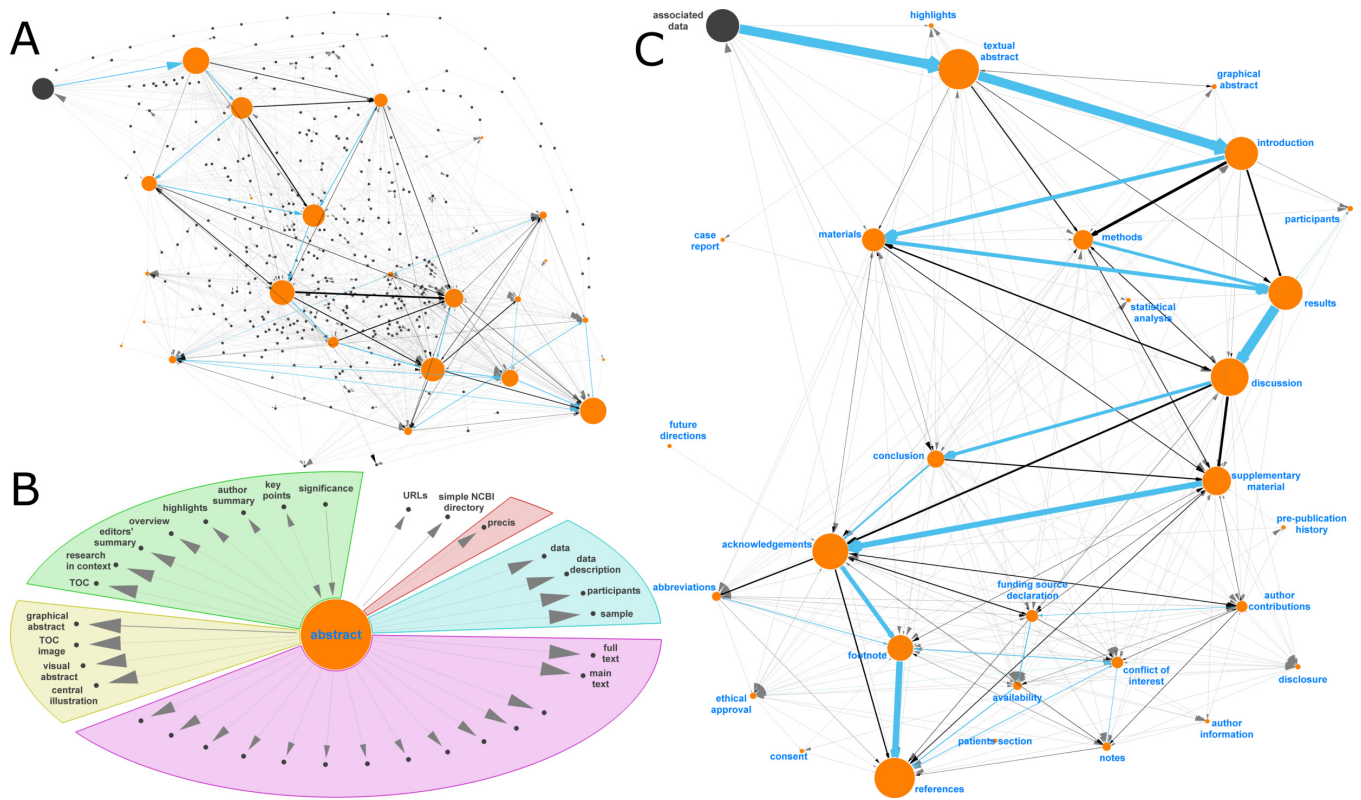 A
B
key
points
significance
author
summary
highlights
overview
editors'
summary
research
in context
TOC
URLs
simple NCBI
directory
precis
data
data
description
participants
sample
abstract
graphical
abstract
TOC
image
visual
abstract
central
illustration
full
text
main
text
C
associated
data
highlights
textual
abstract
graphical
abstract
introduction
participants
case
report
materials
methods
results
statistical
analysis
discussion
future
directions
conclusion
supplementary
material
pre-publication
history
acknowledgements
abbreviations
funding source
declaration
author
contributions
footnote
conflict of
interest
disclosure
ethical
approval
availability
author
information
patients section
consent
notes
references